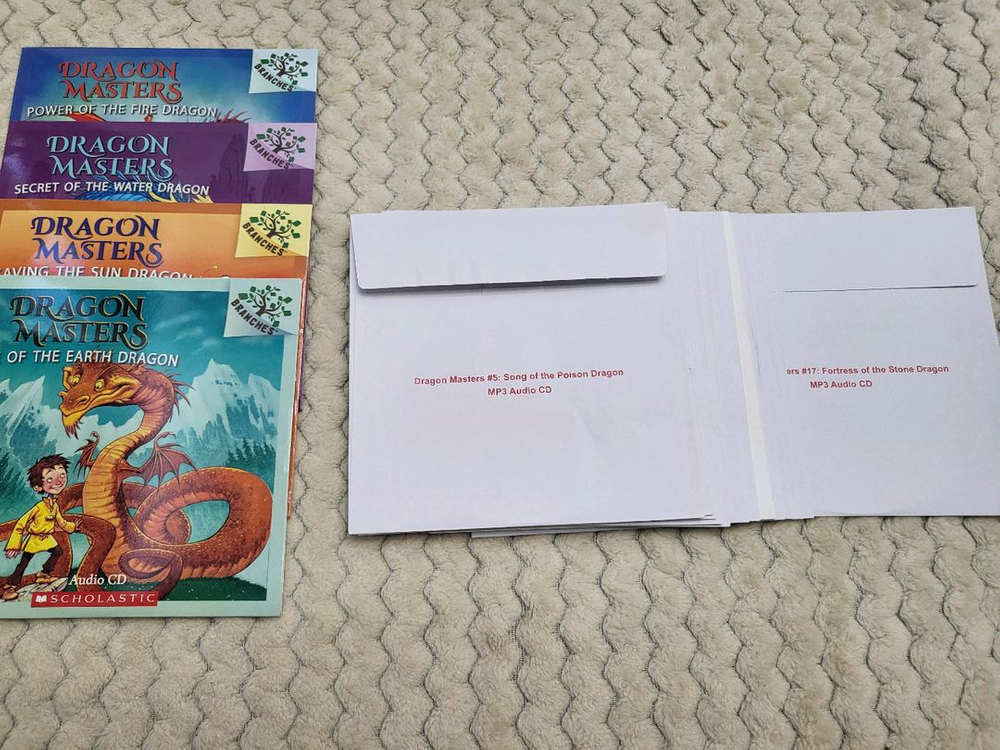 DRAGON
MASTERS
POWER OF THE FIRE DRAGON
BRANCHES
DRAGON
MASTERS
SECRET OF THE WATER DRAGON
BRANCHES
DRAGON
MASTERS
AVING THE SUN DRAGON
BRANCHES
DRAGON
MASTERS
OF THE EARTH DRAGON
BRANCHES
Audio CD
SCHOLASTIC
Dragon Masters #5: Song of the Poison Dragon
MP3 Audio CD
ers #17: Fortress of the Stone Dragon
MP3 Audio CD